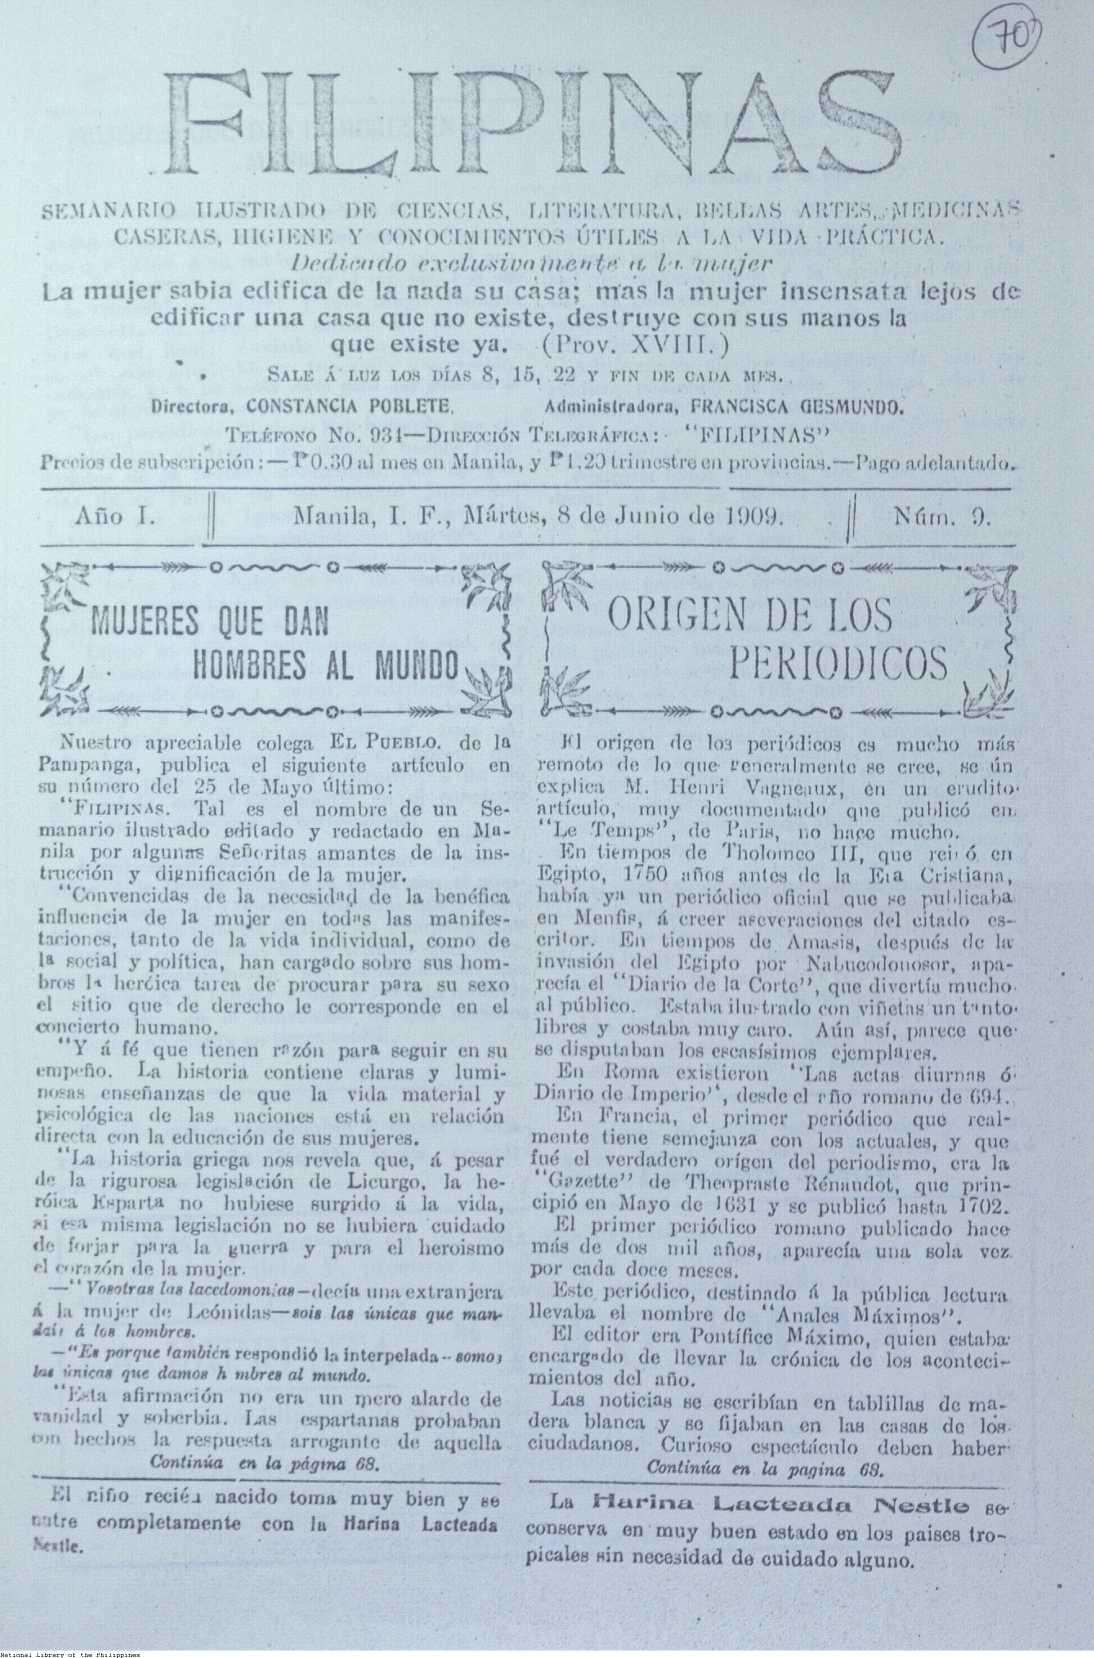 70
FILIPINAS
SEMANARIO ILUSTRADO DE CIENCIAS, LITERATURA, BELLAS ARTES, MEDICINAS
CASERAS, HIGIENE Y CONOCIMIENTOS ÚTILES A LA VIDA PRÁCTICA.
Dedicado exclusivamente a la mujer
La mujer sabia edifica de la nada su casa; mas la mujer insensata lejos de
edificar una casa que no existe, destruye con sus manos la
que existe ya. (Prov. XVIII.)
SALE Á LUZ LOS DÍAS 8, 15, 22 Y FIN DE CADA MES.
Directora, CONSTANCIA POBLETE. Administradora, FRANCISCA GESMUNDO.
TELÉFONO No. 931—DIRECCIÓN TELEGRÁFICA: "FILIPINAS"
Precios de subscripción:—₱0.30 al mes en Manila, y ₱1.20 trimestre en provincias.—Pago adelantado.
Año I. Manila, I. F., Mártes, 8 de Junio de 1909. Núm. 9.
MUJERES QUE DAN
HOMBRES AL MUNDO
Nuestro apreciable colega EL PUEBLO. de la
Pampanga, publica el siguiente artículo en
su número del 25 de Mayo último:
"FILIPINAS. Tal es el nombre de un Se-
manario ilustrado editado y redactado en Ma-
nila por algunas Señoritas amantes de la ins-
trucción y dignificación de la mujer.
"Convencidas de la necesidad de la benéfica
influencia de la mujer en todas las manifes-
taciones, tanto de la vida individual, como de
la social y política, han cargado sobre sus hom-
bros la heróica tarea de procurar para su sexo
el sitio que de derecho le corresponde en el
concierto humano.
"Y á fé que tienen razón para seguir en su
empeño. La historia contiene claras y lumi-
nosas enseñanzas de que la vida material y
psicológica de las naciones está en relación
directa con la educación de sus mujeres.
"La historia griega nos revela que, á pesar
de la rigurosa legislación de Licurgo, la he-
róica Esparta no hubiese surgido á la vida,
si esa misma legislación no se hubiera cuidado
de forjar para la guerra y para el heroismo
el corazón de la mujer.
—"Vosotras las lacedomonias—decía una extranjera
á la mujer de Leónidas—sois las únicas que man-
dais á los hombres.
—"Es porque también respondió la interpelada--somos
las únicas que damos h mbres al mundo.
"Esta afirmación no era un mero alarde de
vanidad y soberbia. Las espartanas probaban
con hechos la respuesta arrogante de aquella
Continúa en la página 68.
El niño recién nacido toma muy bien y se
nutre completamente con la Harina Lacteada
Nestle.
ORIGEN DE LOS
PERIODICOS
El origen de los periódicos es mucho más
remoto de lo que generalmente se cree, se ún
explica M. Henri Vagneaux, en un erudito
artículo, muy documentado que publicó en
"Le Temps", de Paris, no hace mucho.
En tiempos de Tholomeo III, que reinó en
Egipto, 1750 años antes de la Era Cristiana,
había ya un periódico oficial que se publicaba
en Menfis, á creer aseveraciones del citado es-
critor. En tiempos de Amasis, después de la
invasión del Egipto por Nabucodonosor, apa-
recía el "Diario de la Corte", que divertía mucho
al público. Estaba ilustrado con viñetas un tanto
libres y costaba muy caro. Aún así, parece que
se disputaban los escasísimos ejemplares.
En Roma existieron "Las actas diurnas ó
Diario de Imperio", desde el año romano de 694.
En Francia, el primer periódico que real-
mente tiene semejanza con los actuales, y que
fué el verdadero orígen del periodismo, era la
"Gazette" de Theopraste Rénaudot, que prin-
cipió en Mayo de 1631 y se publicó hasta 1702.
El primer periódico romano publicado hace
más de dos mil años, aparecía una sola vez
por cada doce meses.
Este periódico, destinado á la pública lectura
llevaba el nombre de "Anales Máximos".
El editor era Pontífice Máximo, quien estaba
encargado de llevar la crónica de los aconteci-
mientos del año.
Las noticias se escribían en tablillas de ma-
dera blanca y se fijaban en las casas de los
ciudadanos. Curioso espectáculo deben haber
Continúa en la pagina 68.
La Harina Lacteada Nestle se
conserva en muy buen estado en los paises tro-
picales sin necesidad de cuidado alguno.
National Library of the Philippines